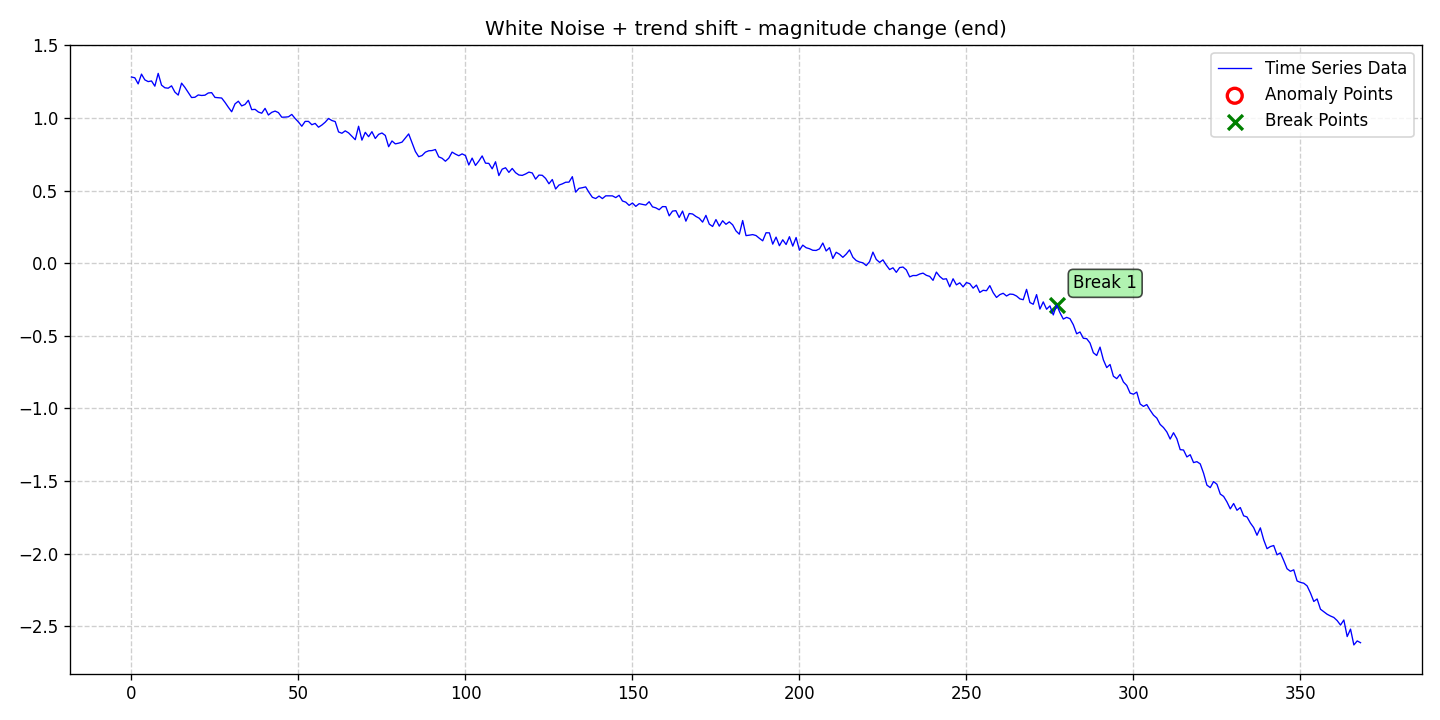 White Noise + trend shift - magnitude change (end)
Time Series Data
Anomaly Points
Break Points
Break 1
1.5
1.0
0.5
0.0
−0.5
−1.0
−1.5
−2.0
−2.5
0 50 100 150 200 250 300 350